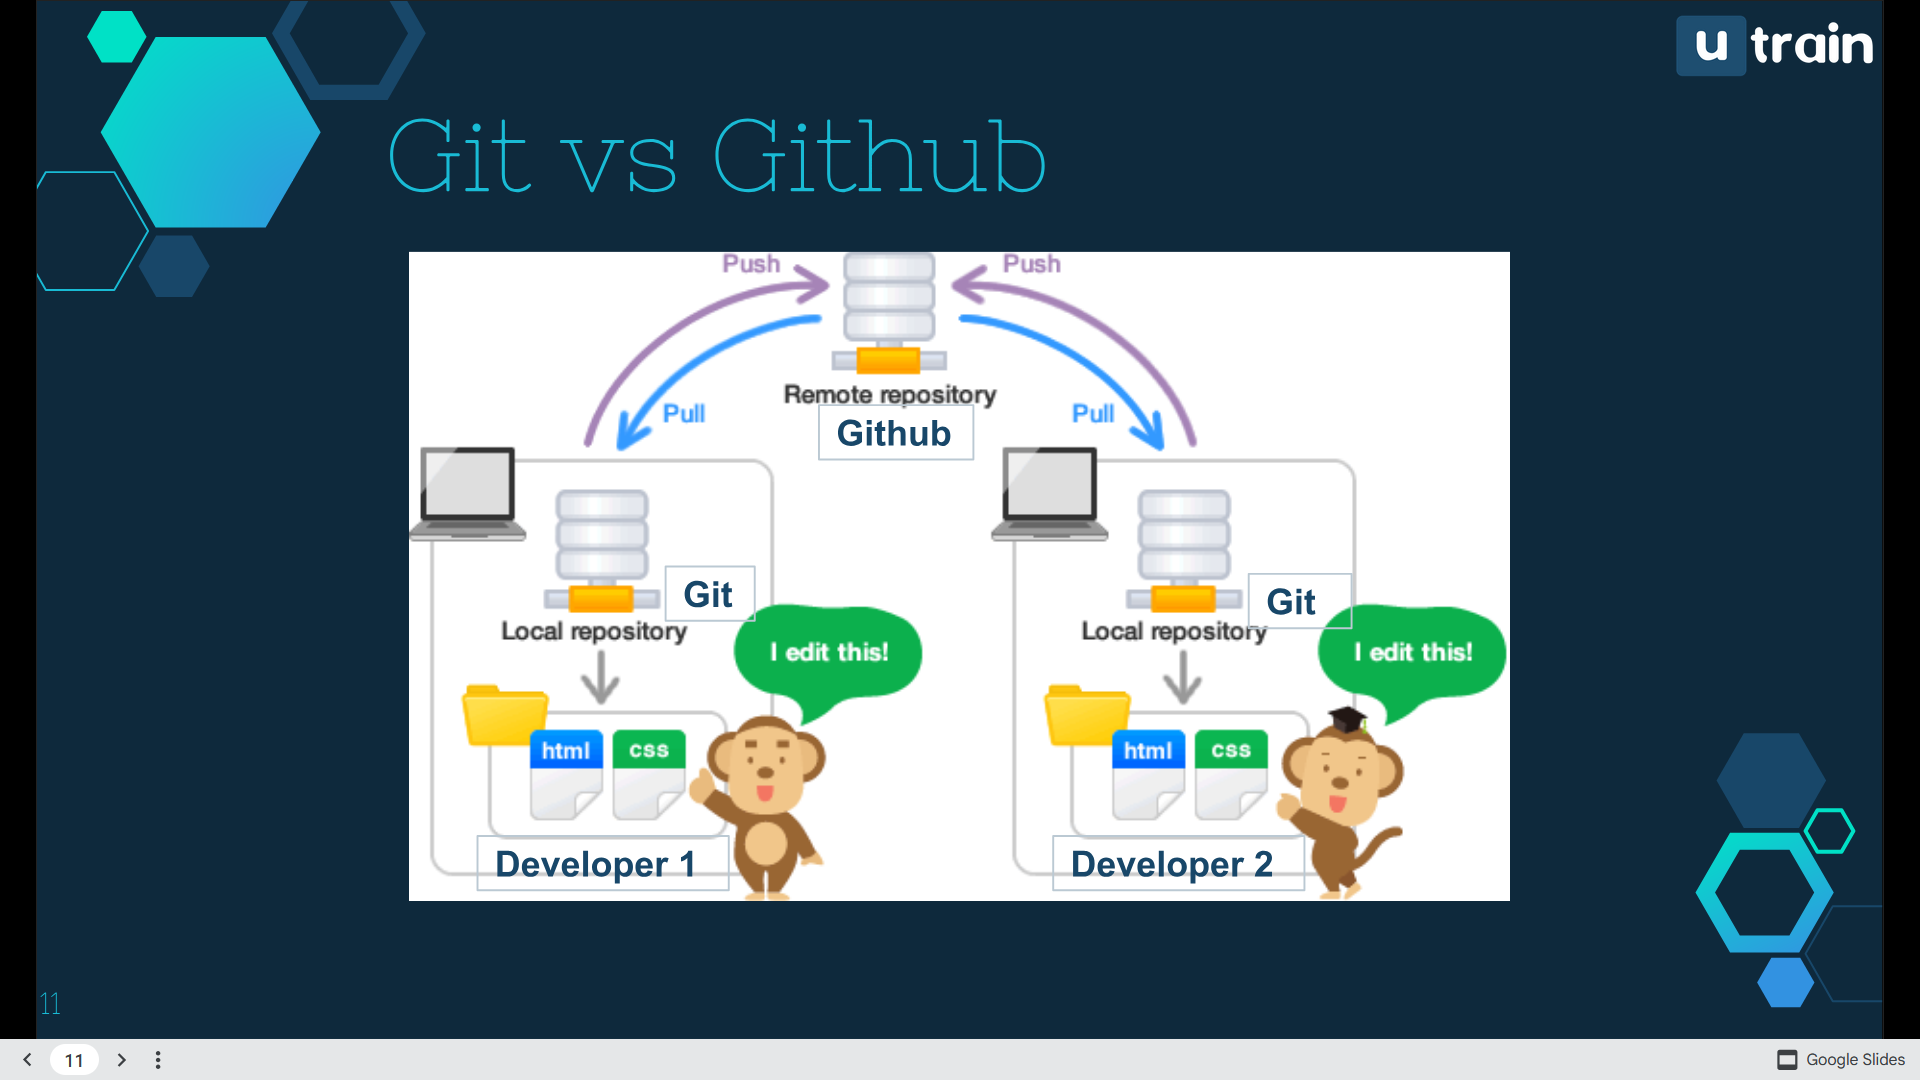 u train
Git vs Github
Push
Push
Remote repository
Pull
Pull
Github
Git
Git
Local repository
Local repository
I edit this!
I edit this!
html
css
html
css
Developer 1
Developer 2
11
11
Google Slides